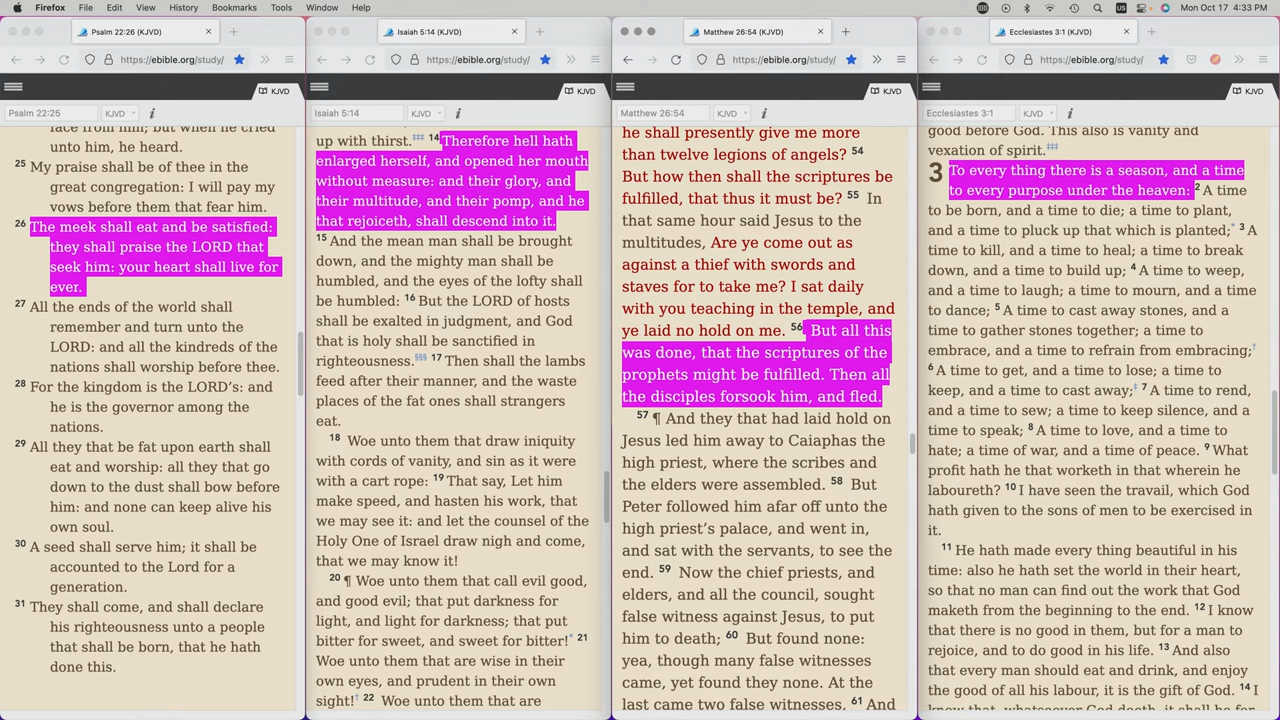 Firefox File Edit View History Bookmarks Tools Window Help US Mon Oct 17 4:33 PM
Psalm 22:26 (KJVD)
https://ebible.org/study/
KJVD
Psalm 22:25 KJVD i
face from him; but when he cried
unto him, he heard.
25 My praise shall be of thee in the
great congregation: I will pay my
vows before them that fear him.
26 The meek shall eat and be satisfied:
they shall praise the LORD that
seek him: your heart shall live for
ever.
27 All the ends of the world shall
remember and turn unto the
LORD: and all the kindreds of the
nations shall worship before thee.
28 For the kingdom is the LORD’s: and
he is the governor among the
nations.
29 All they that be fat upon earth shall
eat and worship: all they that go
down to the dust shall bow before
him: and none can keep alive his
own soul.
30 A seed shall serve him; it shall be
accounted to the Lord for a
generation.
31 They shall come, and shall declare
his righteousness unto a people
that shall be born, that he hath
done this.
Isaiah 5:14 (KJVD)
https://ebible.org/study/
KJVD
Isaiah 5:14 KJVD i
up with thirst.‡‡‡ 14 Therefore hell hath
enlarged herself, and opened her mouth
without measure: and their glory, and
their multitude, and their pomp, and he
that rejoiceth, shall descend into it.
15 And the mean man shall be brought
down, and the mighty man shall be
humbled, and the eyes of the lofty shall
be humbled: 16 But the LORD of hosts
shall be exalted in judgment, and God
that is holy shall be sanctified in
righteousness.§§§ 17 Then shall the lambs
feed after their manner, and the waste
places of the fat ones shall strangers
eat.
18 Woe unto them that draw iniquity
with cords of vanity, and sin as it were
with a cart rope: 19 That say, Let him
make speed, and hasten his work, that
we may see it: and let the counsel of the
Holy One of Israel draw nigh and come,
that we may know it!
20 ¶ Woe unto them that call evil good,
and good evil; that put darkness for
light, and light for darkness; that put
bitter for sweet, and sweet for bitter!* 21
Woe unto them that are wise in their
own eyes, and prudent in their own
sight!† 22 Woe unto them that are
Matthew 26:54 (KJVD)
https://ebible.org/study/
KJVD
Matthew 26:54 KJVD i
he shall presently give me more
than twelve legions of angels? 54
But how then shall the scriptures be
fulfilled, that thus it must be? 55 In
that same hour said Jesus to the
multitudes, Are ye come out as
against a thief with swords and
staves for to take me? I sat daily
with you teaching in the temple, and
ye laid no hold on me. 56 But all this
was done, that the scriptures of the
prophets might be fulfilled. Then all
the disciples forsook him, and fled.
57 ¶ And they that had laid hold on
Jesus led him away to Caiaphas the
high priest, where the scribes and
the elders were assembled. 58 But
Peter followed him afar off unto the
high priest’s palace, and went in,
and sat with the servants, to see the
end. 59 Now the chief priests, and
elders, and all the council, sought
false witness against Jesus, to put
him to death; 60 But found none:
yea, though many false witnesses
came, yet found they none. At the
last came two false witnesses, 61 And
Ecclesiastes 3:1 (KJVD)
https://ebible.org/study/
KJVD
Ecclesiastes 3:1 KJVD i
good before God. This also is vanity and
vexation of spirit.‡‡‡
3 To every thing there is a season, and a time
to every purpose under the heaven: 2 A time
to be born, and a time to die; a time to plant,
and a time to pluck up that which is planted;* 3 A
time to kill, and a time to heal; a time to break
down, and a time to build up; 4 A time to weep,
and a time to laugh; a time to mourn, and a time
to dance; 5 A time to cast away stones, and a
time to gather stones together; a time to
embrace, and a time to refrain from embracing;†
6 A time to get, and a time to lose; a time to
keep, and a time to cast away;‡ 7 A time to rend,
and a time to sew; a time to keep silence, and a
time to speak; 8 A time to love, and a time to
hate; a time of war, and a time of peace. 9 What
profit hath he that worketh in that wherein he
laboureth? 10 I have seen the travail, which God
hath given to the sons of men to be exercised in
it.
11 He hath made every thing beautiful in his
time: also he hath set the world in their heart,
so that no man can find out the work that God
maketh from the beginning to the end. 12 I know
that there is no good in them, but for a man to
rejoice, and to do good in his life. 13 And also
that every man should eat and drink, and enjoy
the good of all his labour, it is the gift of God. 14 I
know that, whatsoever God doeth, it shall be for